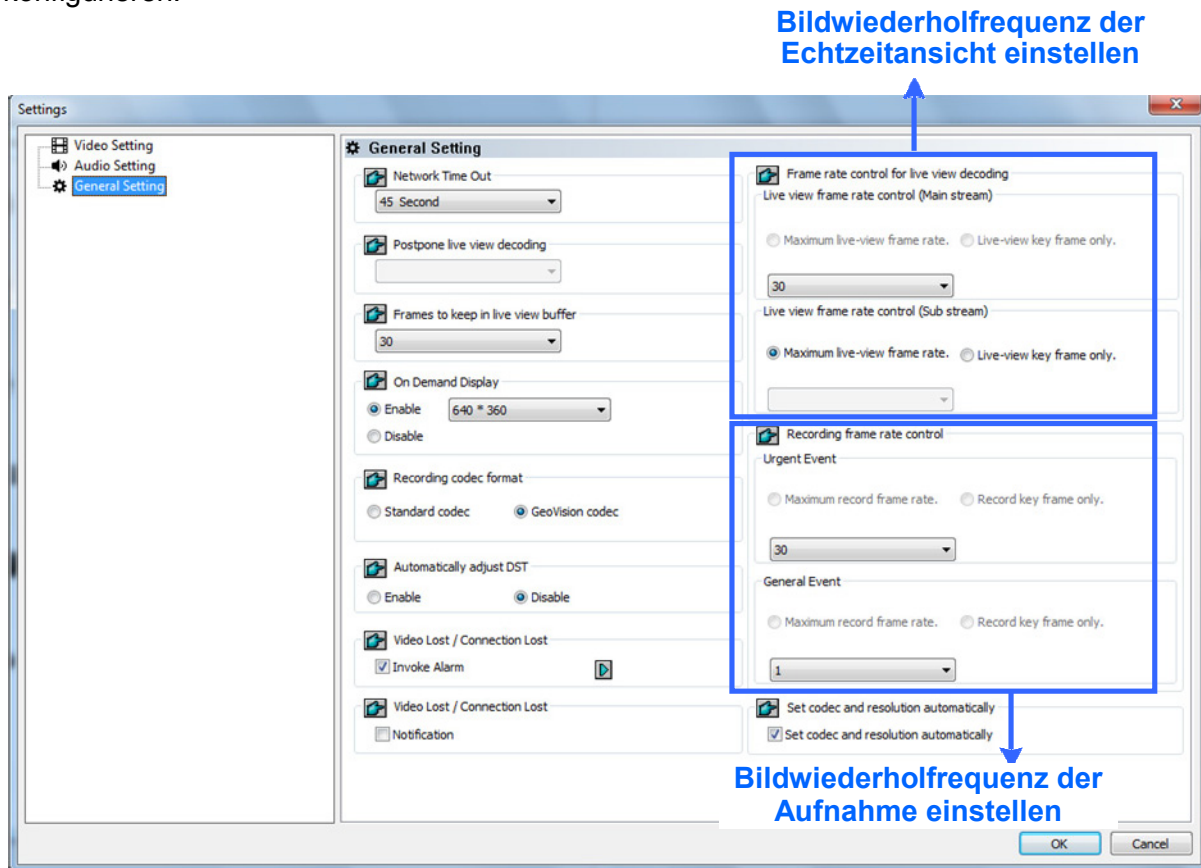 konfigurieren.
Bildwiederholfrequenz der
Echtzeitansicht einstellen
Settings
Video Setting
Audio Setting
General Setting
General Setting
Network Time Out
45 Second
Postpone live view decoding
Frames to keep in live view buffer
30
On Demand Display
Enable 640 * 360
Disable
Recording codec format
Standard codec GeoVision codec
Automatically adjust DST
Enable Disable
Video Lost / Connection Lost
Invoke Alarm
Video Lost / Connection Lost
Notification
Frame rate control for live view decoding
Live view frame rate control (Main stream)
Maximum live-view frame rate. Live-view key frame only.
30
Live view frame rate control (Sub stream)
Maximum live-view frame rate. Live-view key frame only.
Recording frame rate control
Urgent Event
Maximum record frame rate. Record key frame only.
30
General Event
Maximum record frame rate. Record key frame only.
1
Set codec and resolution automatically
Set codec and resolution automatically
Bildwiederholfrequenz der
Aufnahme einstellen
OK Cancel